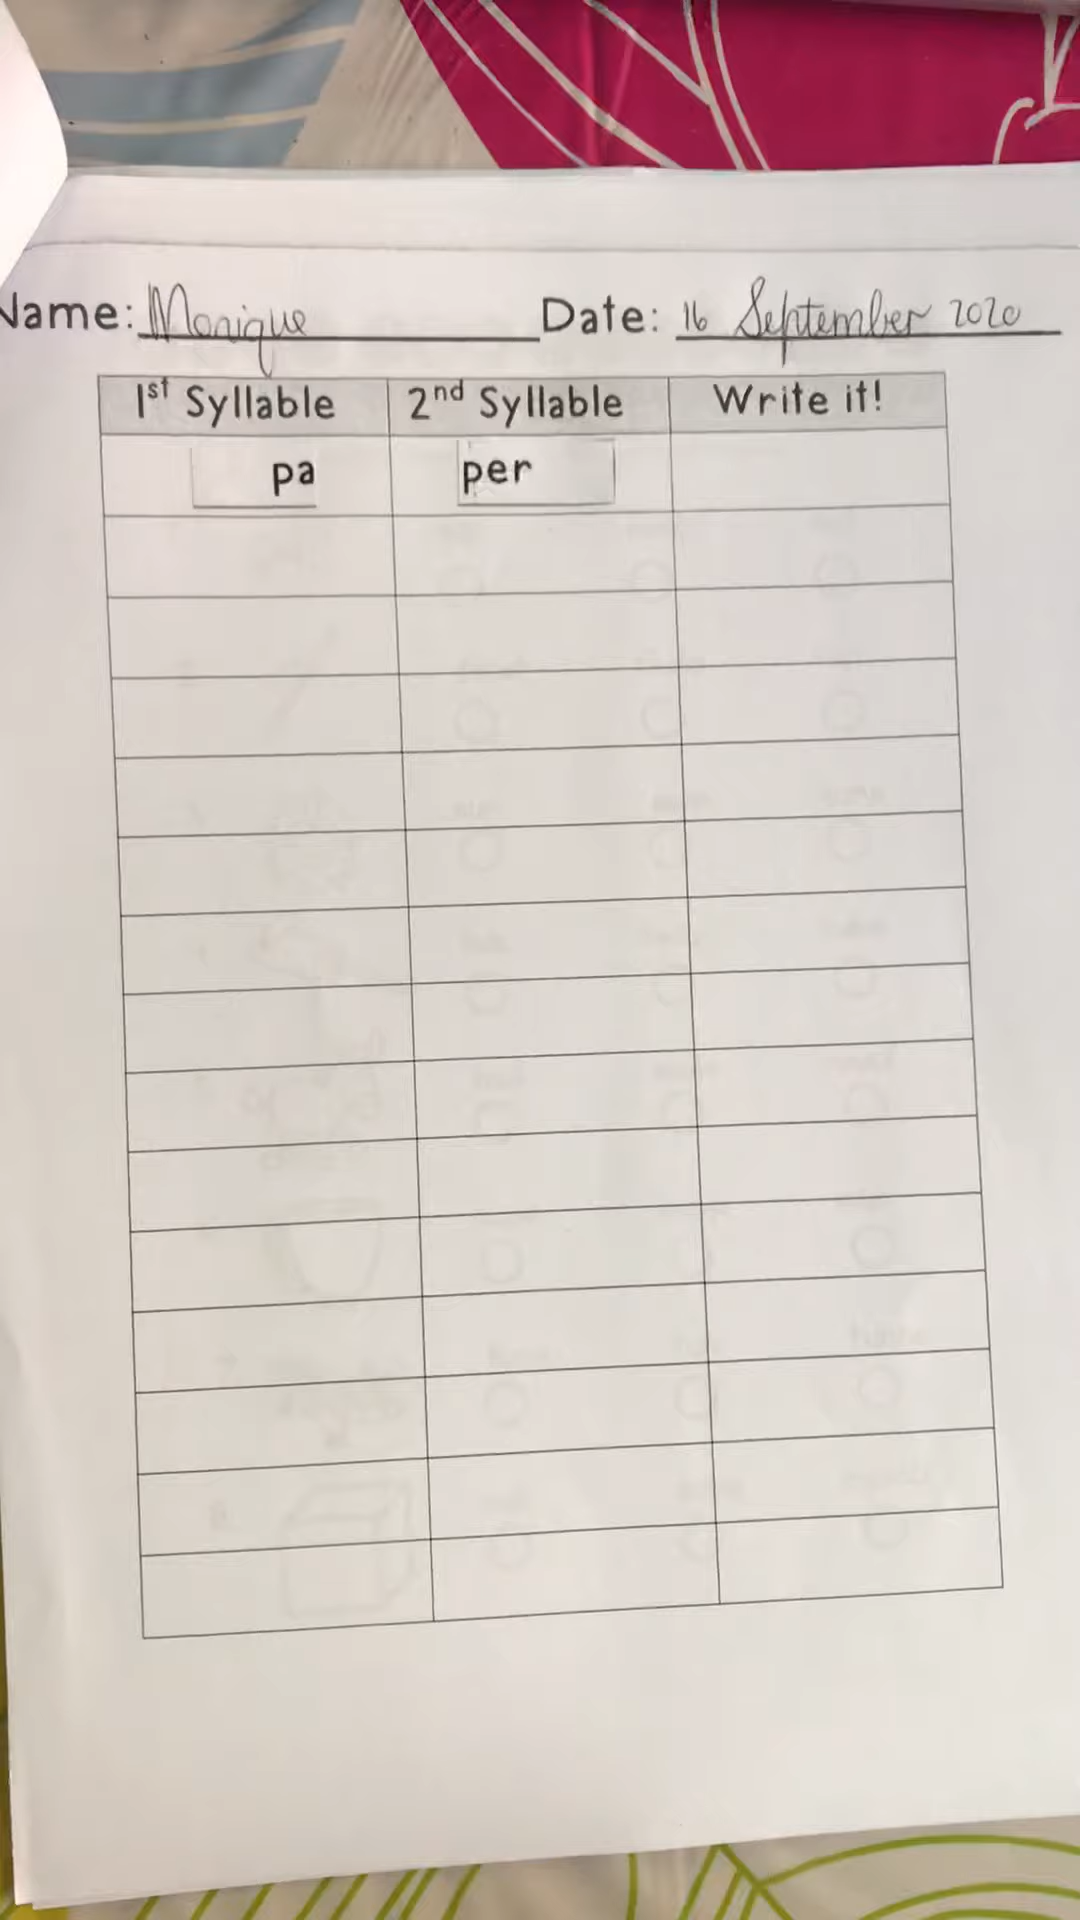 Name: Monique Date: 16 September 2020
1st Syllable 2nd Syllable Write it!
pa per